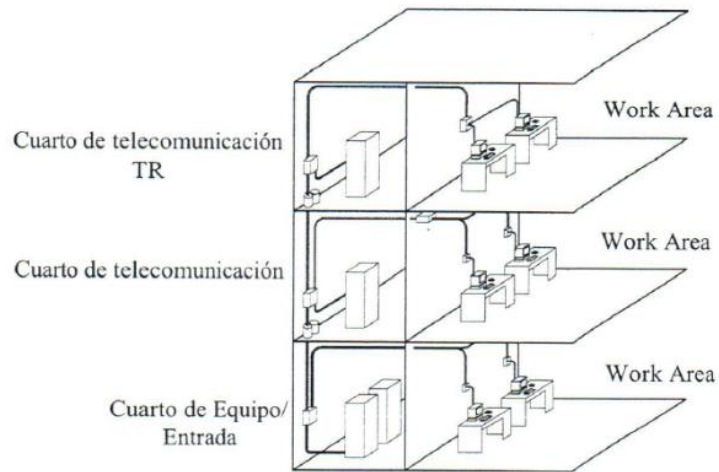 Work Area
Cuarto de telecomunicación
TR
Work Area
Cuarto de telecomunicación
Work Area
Cuarto de Equipo/
Entrada